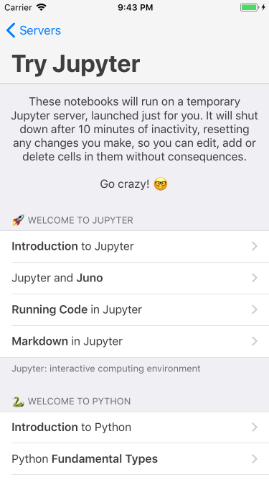 Carrier 9:43 PM
Servers
Try Jupyter
These notebooks will run on a temporary
Jupyter server, launched just for you. It will shut
down after 10 minutes of inactivity, resetting
any changes you make, so you can edit, add or
delete cells in them without consequences.
Go crazy! 🤓
🚀 WELCOME TO JUPYTER
Introduction to Jupyter
Jupyter and Juno
Running Code in Jupyter
Markdown in Jupyter
Jupyter: interactive computing environment
🐍 WELCOME TO PYTHON
Introduction to Python
Python Fundamental Types